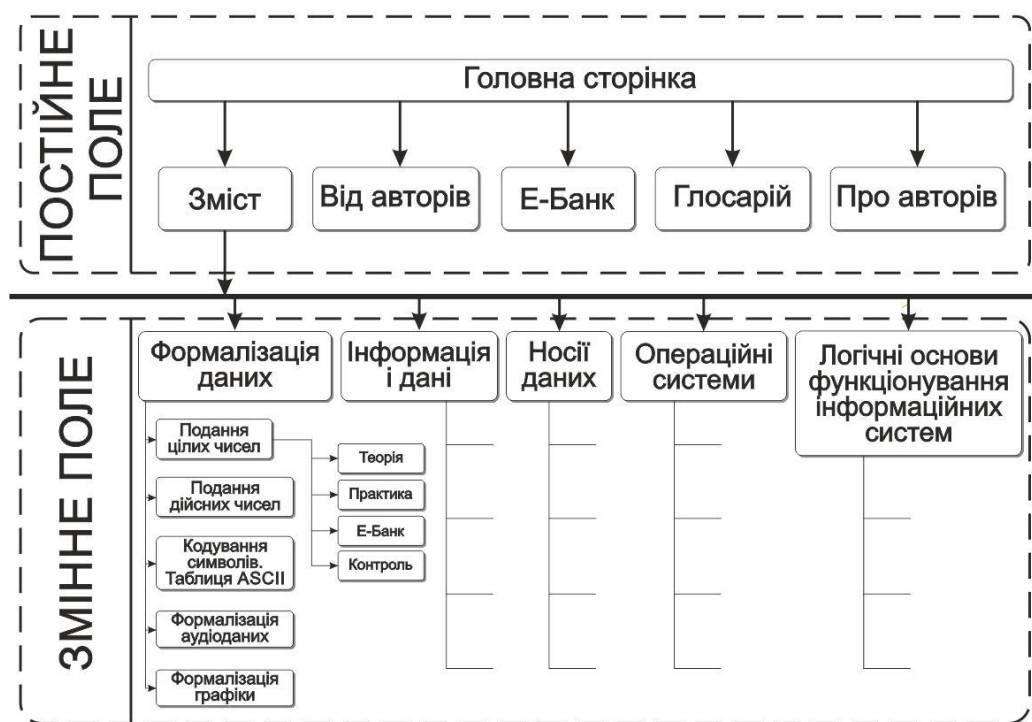 ПОСТІЙНЕ
ПОЛЕ
Головна сторінка
Зміст
Від авторів
Е-Банк
Глосарій
Про авторів
ЗМІННЕ ПОЛЕ
Формалізація
даних
Інформація
і дані
Носії
даних
Операційні
системи
Логічні основи
функціонування
інформаційних
систем
Подання
цілих чисел
Подання
дійсних чисел
Кодування
символів.
Таблиця ASCII
Формалізація
аудіоданих
Формалізація
графіки
Теорія
Практика
Е-Банк
Контроль